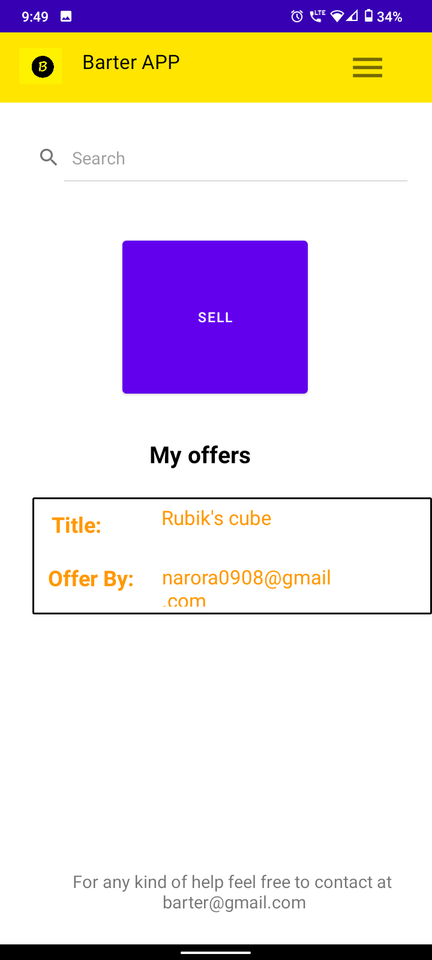 9:49 LTE 34%
B Barter APP
Search
SELL
My offers
Title: Rubik's cube
Offer By: narora0908@gmail
.com
For any kind of help feel free to contact at
barter@gmail.com